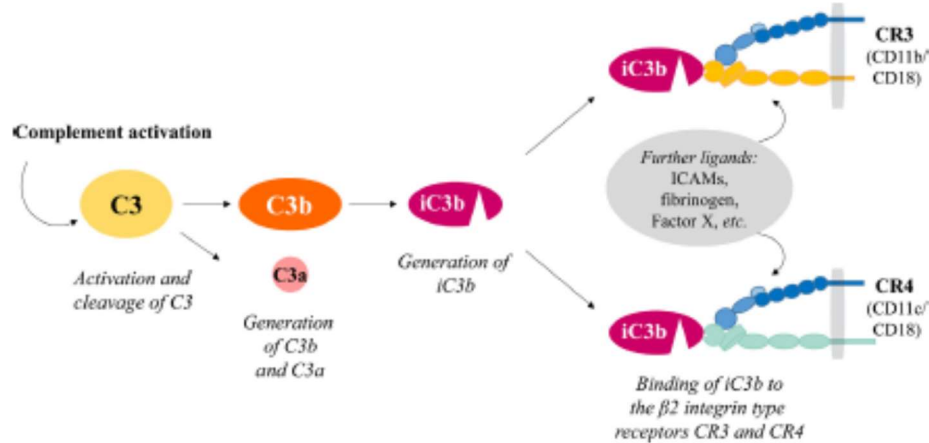 Complement activation
C3
C3b
C3a
iC3b
Activation and
cleavage of C3
Generation
of C3b
and C3a
Generation of
iC3b
iC3b
CR3
(CD11b/
CD18)
Further ligands:
ICAMs,
fibrinogen,
Factor X, etc.
iC3b
CR4
(CD11c/
CD18)
Binding of iC3b to
the β2 integrin type
receptors CR3 and CR4